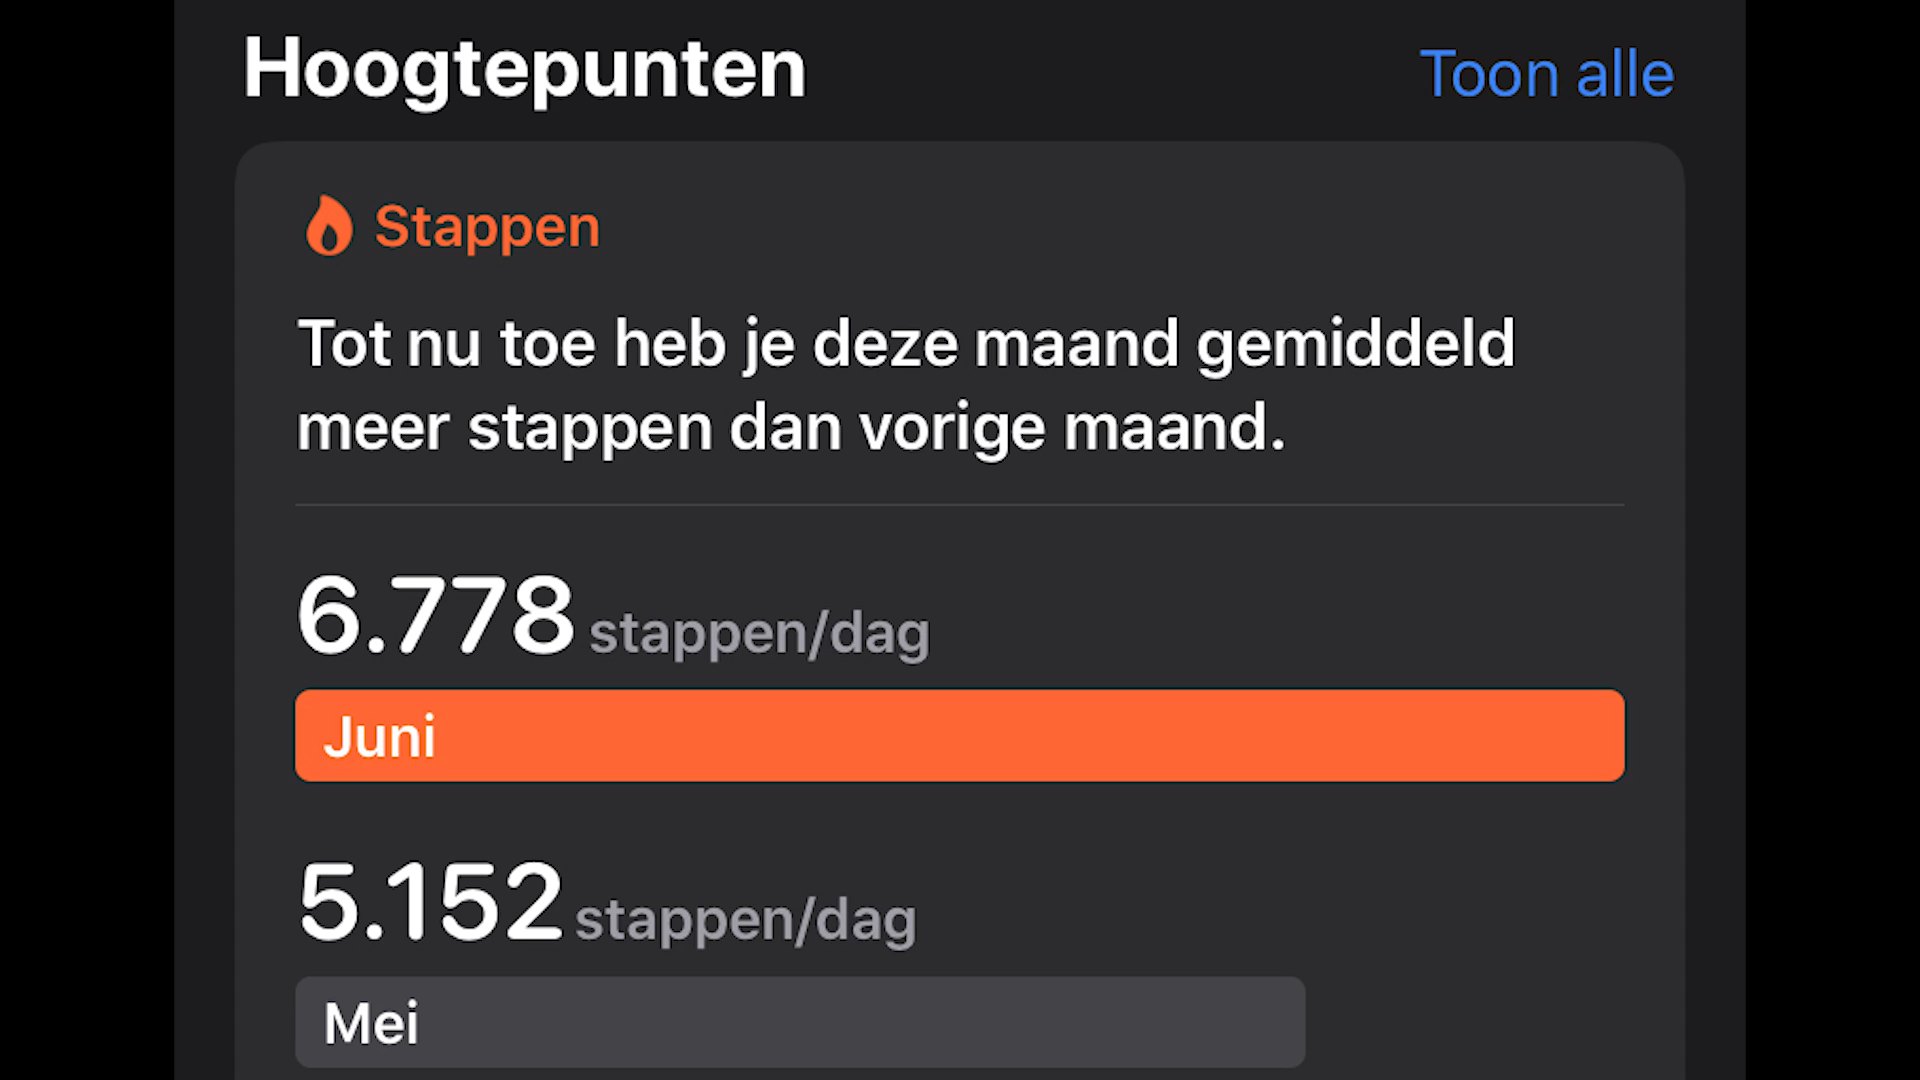 Hoogtepunten
Toon alle
Stappen
Tot nu toe heb je deze maand gemiddeld
meer stappen dan vorige maand.
6.778 stappen/dag
Juni
5.152 stappen/dag
Mei